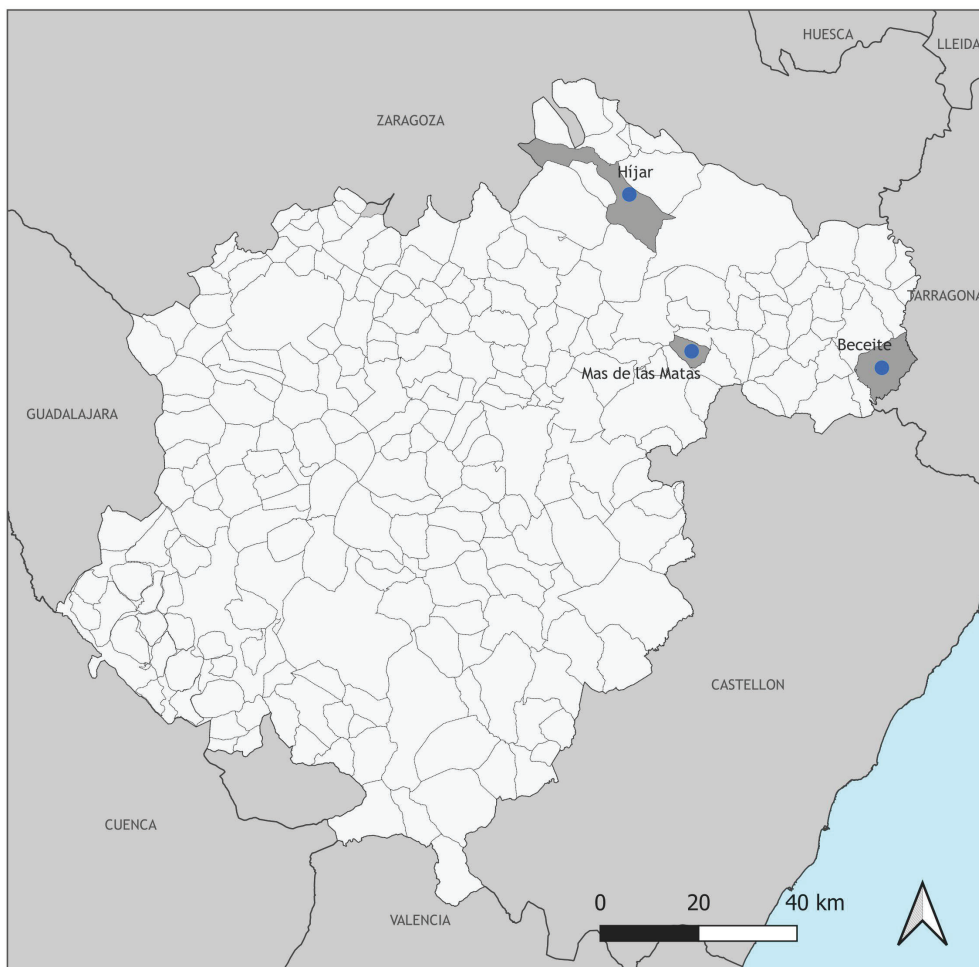 HUESCA
LLEIDA
ZARAGOZA
Híjar
TARRAGONA
Beceite
Mas de las Matas
GUADALAJARA
CASTELLON
CUENCA
0 20 40 km
VALENCIA